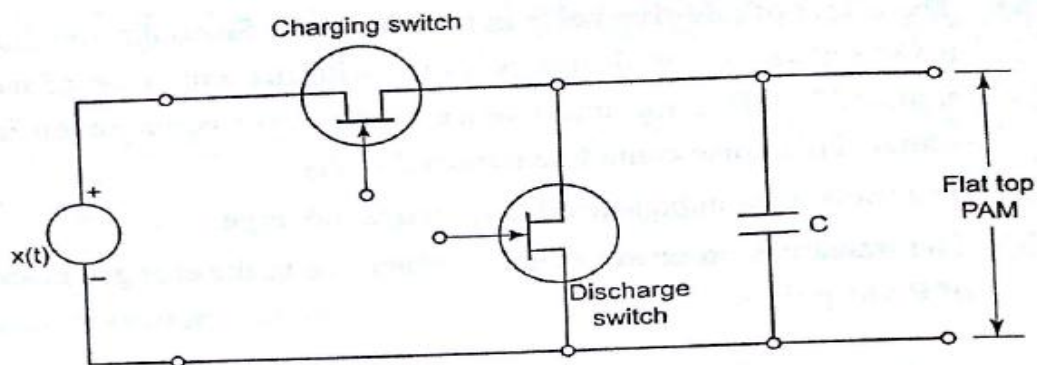 Charging switch
+
x(t)
−
Discharge
switch
C
Flat top
PAM